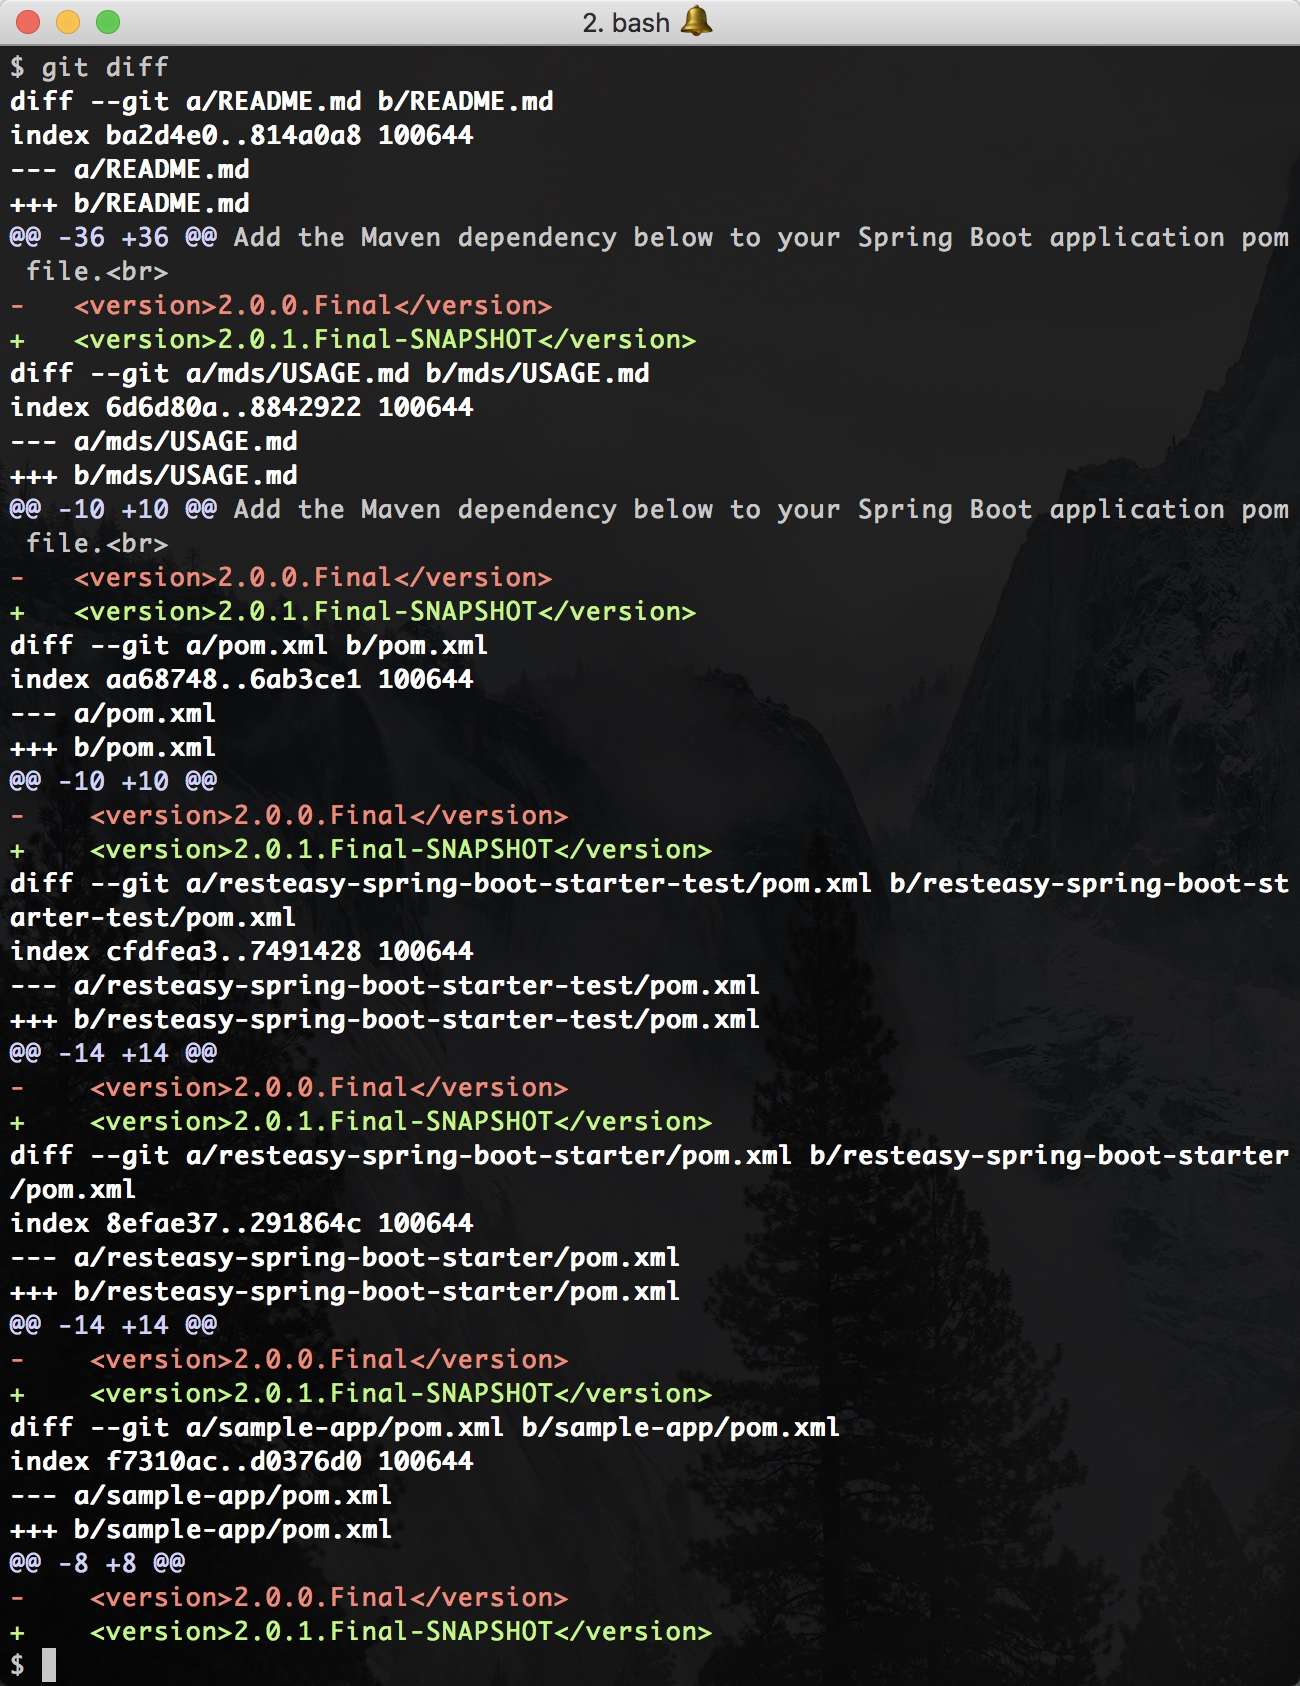 2. bash 🔔
$ git diff
diff --git a/README.md b/README.md
index ba2d4e0..814a0a8 100644
--- a/README.md
+++ b/README.md
@@ -36 +36 @@ Add the Maven dependency below to your Spring Boot application pom
 file.<br>
-   <version>2.0.0.Final</version>
+   <version>2.0.1.Final-SNAPSHOT</version>
diff --git a/mds/USAGE.md b/mds/USAGE.md
index 6d6d80a..8842922 100644
--- a/mds/USAGE.md
+++ b/mds/USAGE.md
@@ -10 +10 @@ Add the Maven dependency below to your Spring Boot application pom
 file.<br>
-   <version>2.0.0.Final</version>
+   <version>2.0.1.Final-SNAPSHOT</version>
diff --git a/pom.xml b/pom.xml
index aa68748..6ab3ce1 100644
--- a/pom.xml
+++ b/pom.xml
@@ -10 +10 @@
-    <version>2.0.0.Final</version>
+    <version>2.0.1.Final-SNAPSHOT</version>
diff --git a/resteasy-spring-boot-starter-test/pom.xml b/resteasy-spring-boot-st
arter-test/pom.xml
index cfdfea3..7491428 100644
--- a/resteasy-spring-boot-starter-test/pom.xml
+++ b/resteasy-spring-boot-starter-test/pom.xml
@@ -14 +14 @@
-    <version>2.0.0.Final</version>
+    <version>2.0.1.Final-SNAPSHOT</version>
diff --git a/resteasy-spring-boot-starter/pom.xml b/resteasy-spring-boot-starter
/pom.xml
index 8efae37..291864c 100644
--- a/resteasy-spring-boot-starter/pom.xml
+++ b/resteasy-spring-boot-starter/pom.xml
@@ -14 +14 @@
-    <version>2.0.0.Final</version>
+    <version>2.0.1.Final-SNAPSHOT</version>
diff --git a/sample-app/pom.xml b/sample-app/pom.xml
index f7310ac..d0376d0 100644
--- a/sample-app/pom.xml
+++ b/sample-app/pom.xml
@@ -8 +8 @@
-    <version>2.0.0.Final</version>
+    <version>2.0.1.Final-SNAPSHOT</version>
$